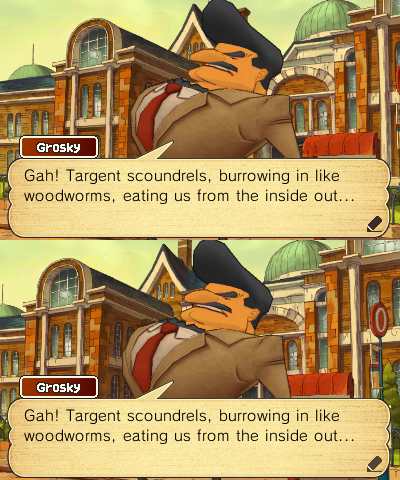 Grosky
Gah! Targent scoundrels, burrowing in like
woodworms, eating us from the inside out...
Grosky
Gah! Targent scoundrels, burrowing in like
woodworms, eating us from the inside out...